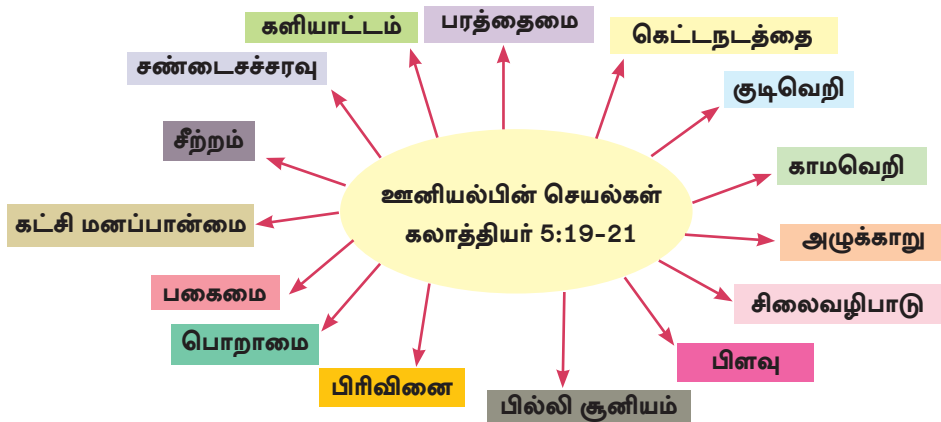 பரத்தைமை
களியாட்டம்
கெட்டநடத்தை
சண்டைசச்சரவு
குடிவெறி
சீற்றம்
காமவெறி
ஊனியல்பின் செயல்கள்
கலாத்தியர் 5:19-21
கட்சி மனப்பான்மை
அழுக்காறு
பகைமை
சிலைவழிபாடு
பொறாமை
பிளவு
பிரிவினை
பில்லி சூனியம்